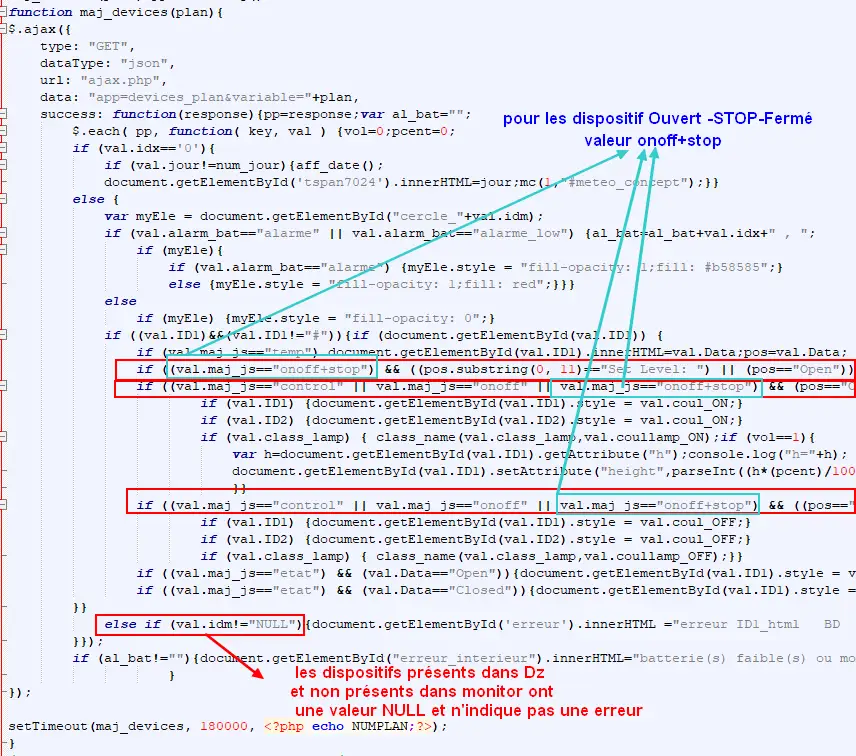 function maj_devices(plan){
$.ajax({
type: "GET",
dataType: "json",
url: "ajax.php",
data: "app=devices_plan&variable="+plan,
success: function(response){pp=response;var al_bat="";
pour les dispositif Ouvert -STOP-Fermé
valeur onoff+stop
$.each( pp, function( key, val ) {vol=0;pcent=0;
if (val.idx=='0'){
if (val.jour!=num_jour){aff_date();
document.getElementById('tspan7024').innerHTML=jour;mc(1,"#meteo_concept");}}
else {
var myEle = document.getElementById("cercle_"+val.idm);
if (val.alarm_bat=="alarme" || val.alarm_bat=="alarme_low") {al_bat=al_bat+val.idx+" , ";
if (myEle){
if (val.alarm_bat=="alarme") {myEle.style = "fill-opacity: 1;fill: #b58585";}
else {myEle.style = "fill-opacity: 1;fill: red";}}}
else
if (myEle) {myEle.style = "fill-opacity: 0";}
if ((val.ID1)&&(val.ID1!="#")){if (document.getElementById(val.ID1)) {
if (val.maj_js=="temp") document.getElementById(val.ID1).innerHTML=val.Data;pos=val.Data;
if ((val.maj_js=="onoff+stop") && ((pos.substring(0, 11)=="Set Level: ") || (pos=="Open"))
if ((val.maj_js=="control" || val.maj_js=="onoff" || val.maj_js=="onoff+stop") && (pos=="
if (val.ID1) {document.getElementById(val.ID1).style = val.coul_ON;}
if (val.ID2) {document.getElementById(val.ID2).style = val.coul_ON;}
if (val.class_lamp) { class_name(val.class_lamp,val.coullamp_ON);if (vol==1){
var h=document.getElementById(val.ID1).getAttribute("h");console.log("h="+h);
document.getElementById(val.ID1).setAttribute("height",parseInt((h*(pcent)/100
}}
if ((val.maj_js=="control" || val.maj_js=="onoff" || val.maj_js=="onoff+stop") && ((pos=="
if (val.ID1) {document.getElementById(val.ID1).style = val.coul_OFF;}
if (val.ID2) {document.getElementById(val.ID2).style = val.coul_OFF;}
if (val.class_lamp) { class_name(val.class_lamp,val.coullamp_OFF);}}
if ((val.maj_js=="etat") && (val.Data=="Open")){document.getElementById(val.ID1).style = v
if ((val.maj_js=="etat") && (val.Data=="Closed")){document.getElementById(val.ID1).style =
}}
else if (val.idm!="NULL"){document.getElementById('erreur').innerHTML ="erreur ID1_html BD
}});
if (al_bat!=""){document.getElementById("erreur_interieur").innerHTML="batterie(s) faible(s) ou mo
}
les dispositifs présents dans Dz
et non présents dans monitor ont
une valeur NULL et n'indique pas une erreur
});
setTimeout(maj_devices, 180000, <?php echo NUMPLAN;?>);
}